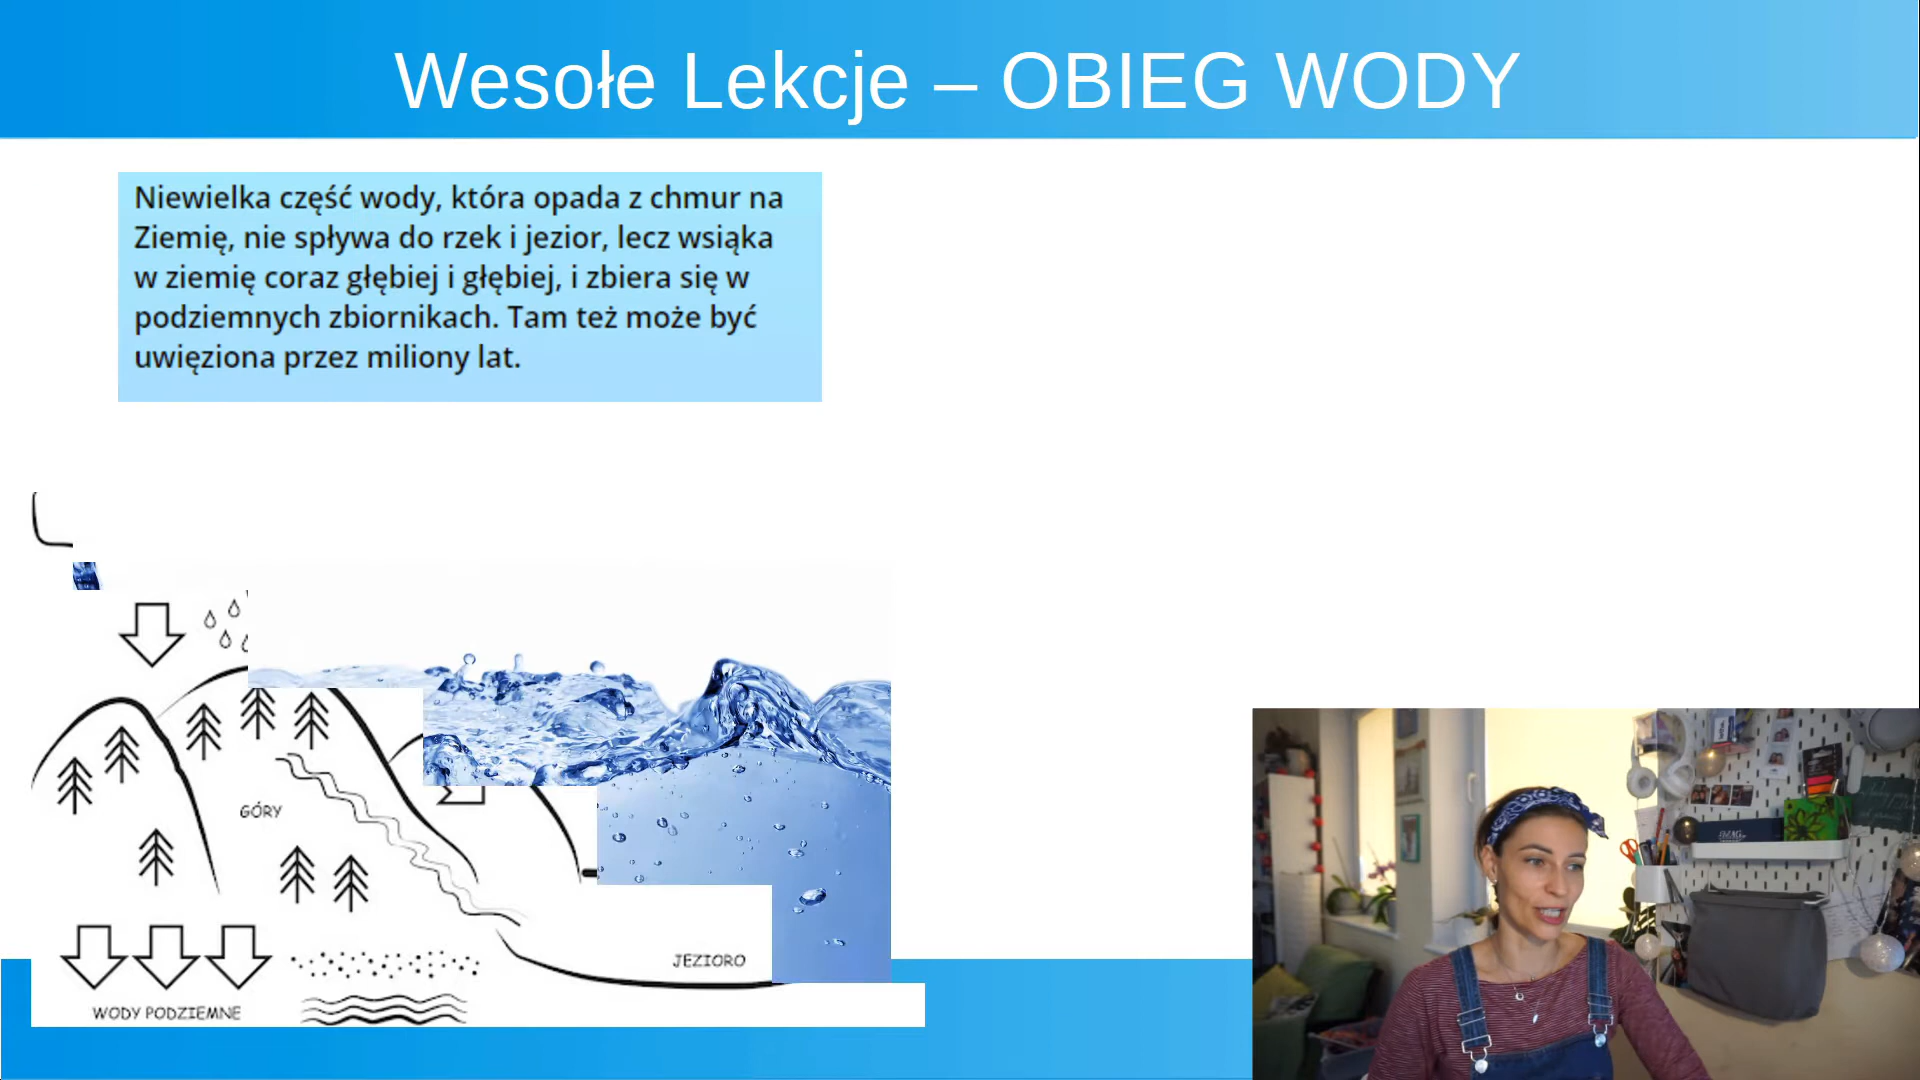 Wesołe Lekcje – OBIEG WODY
Niewielka część wody, która opada z chmur na
Ziemię, nie spływa do rzek i jezior, lecz wsiąka
w ziemię coraz głębiej i głębiej, i zbiera się w
podziemnych zbiornikach. Tam też może być
uwięziona przez miliony lat.
GÓRY
JEZIORO
WODY PODZIEMNE